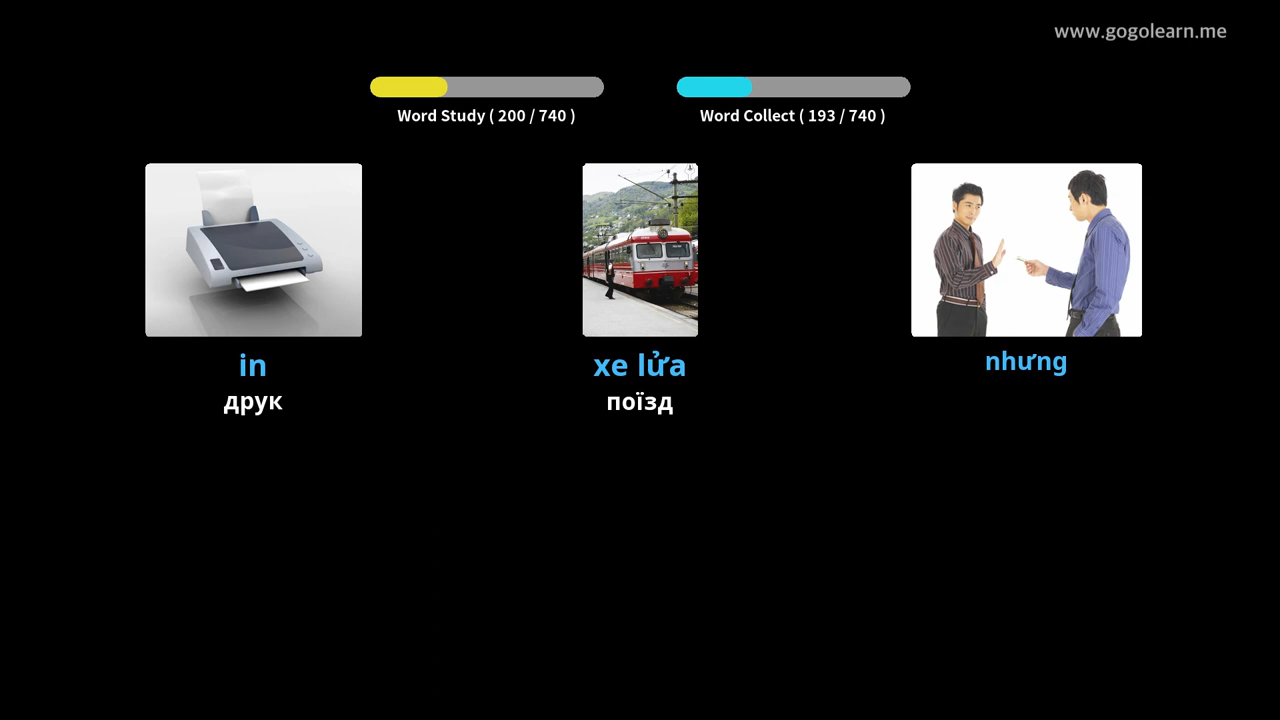 www.gogolearn.me
Word Study ( 200 / 740 )
Word Collect ( 193 / 740 )
in
друк
xe lửa
поїзд
nhưng